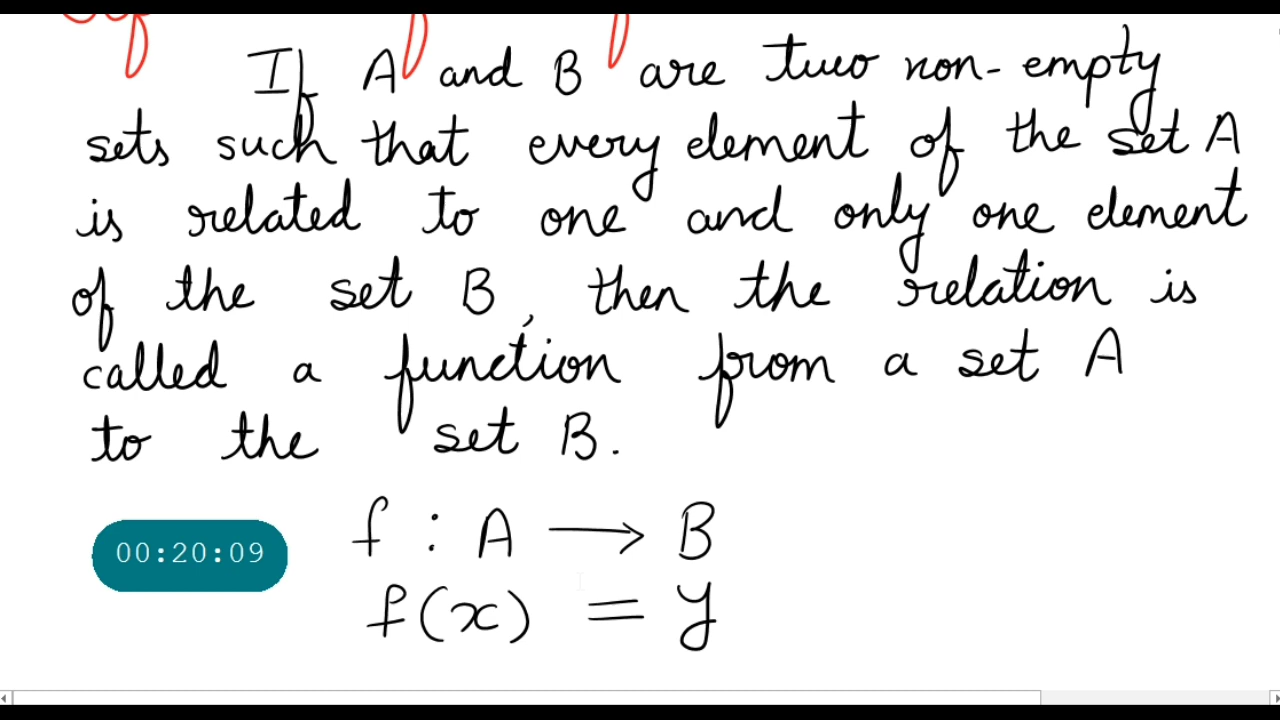 If A and B are two non-empty
sets such that every element of the set A
is related to one and only one element
of the set B, then the relation is
called a function from a set A
to the set B.
f : A → B
00:20:09
f(x) = y